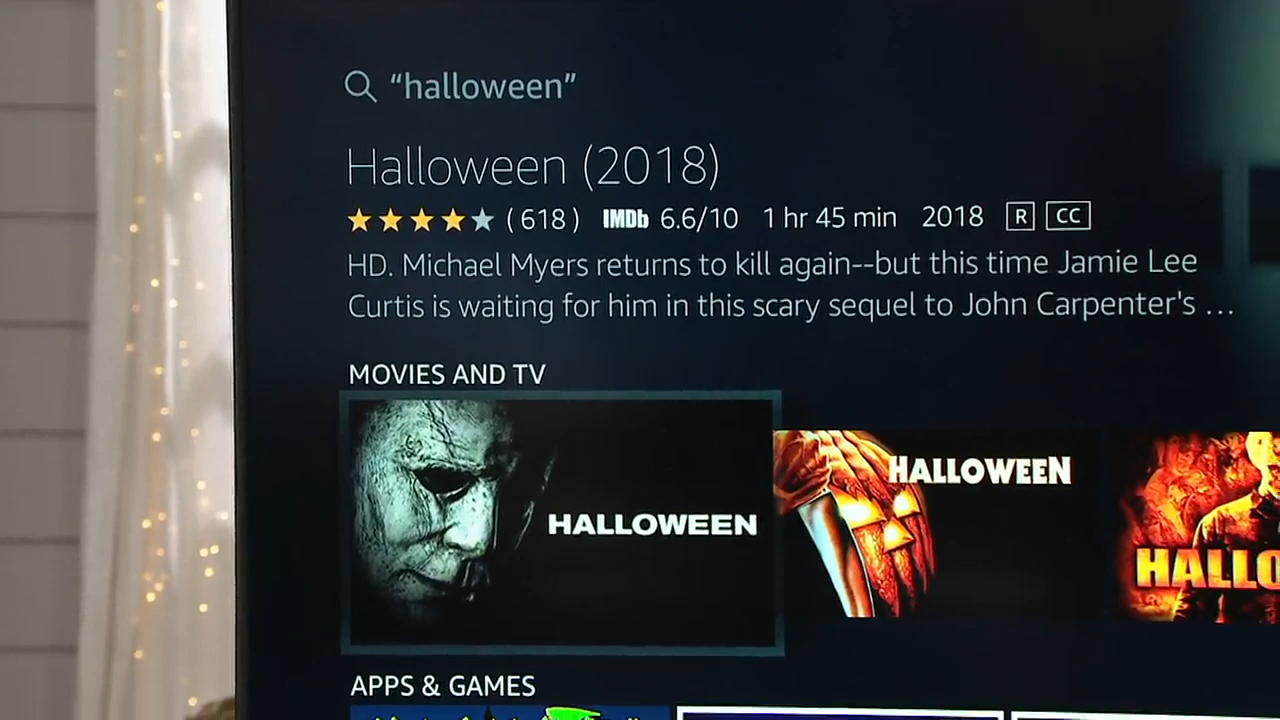 “halloween”
Halloween (2018)
(618) IMDb 6.6/10 1 hr 45 min 2018 R CC
HD. Michael Myers returns to kill again--but this time Jamie Lee
Curtis is waiting for him in this scary sequel to John Carpenter's ...
MOVIES AND TV
HALLOWEEN
HALLOWEEN
HALLO
APPS & GAMES